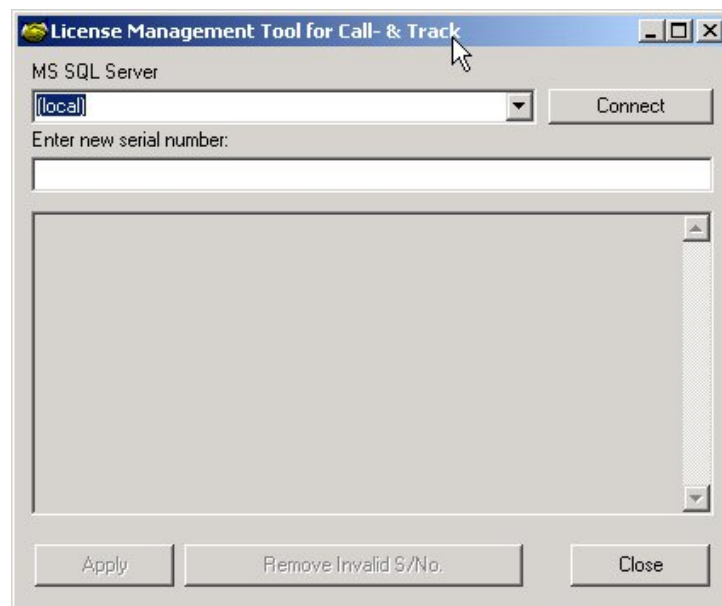 License Management Tool for Call- & Track
MS SQL Server
(local)
Connect
Enter new serial number:
Apply
Remove Invalid S/No.
Close